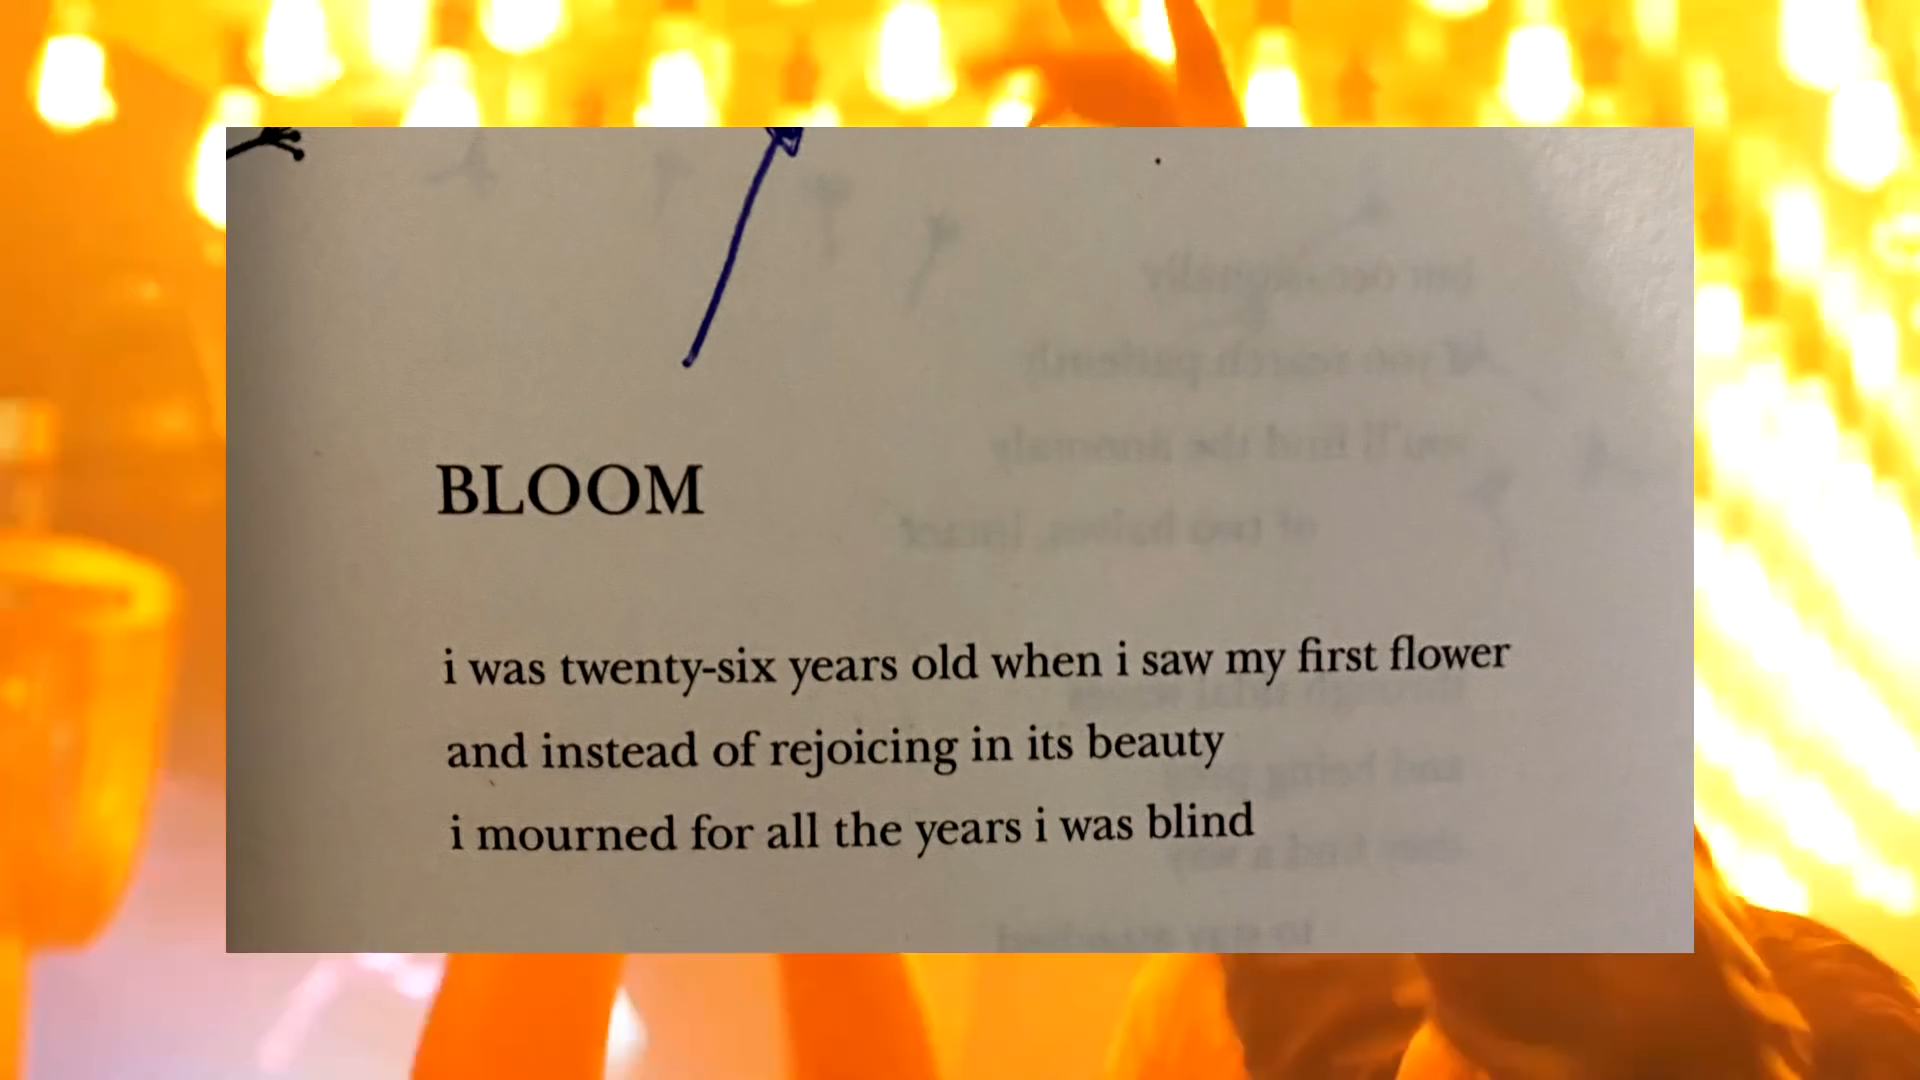 BLOOM
i was twenty-six years old when i saw my first flower
and instead of rejoicing in its beauty
i mourned for all the years i was blind